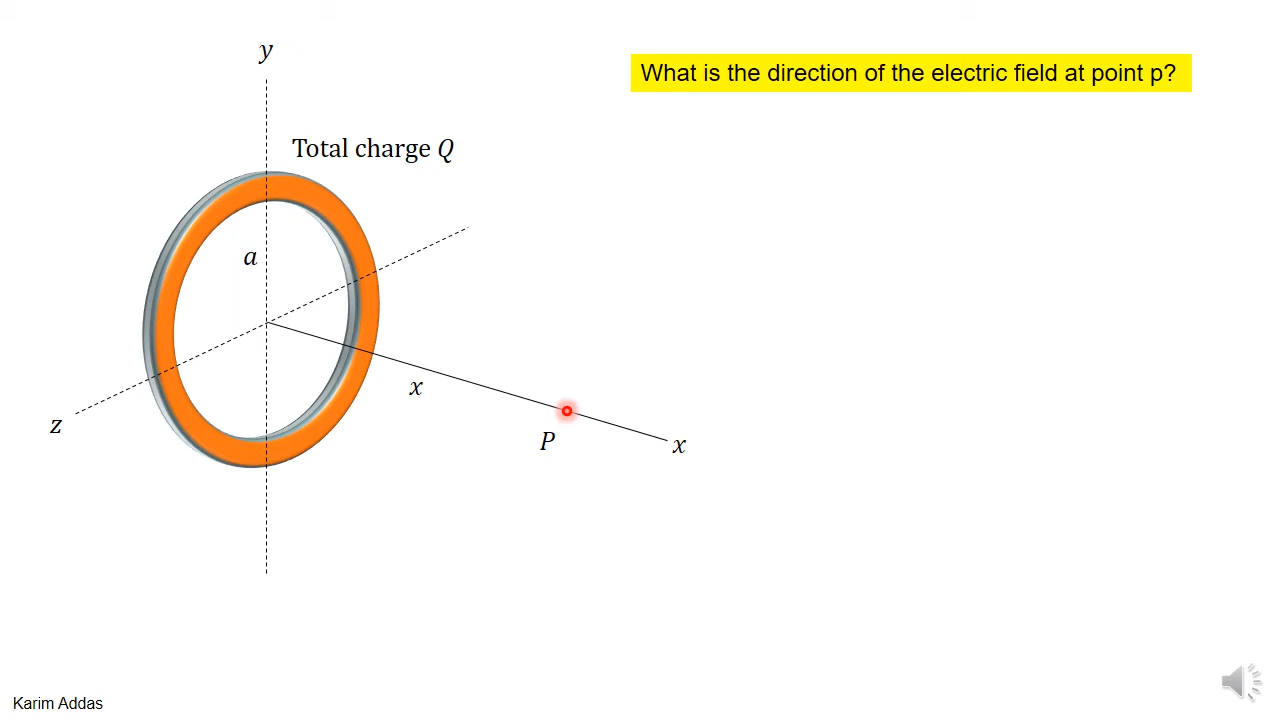 y
What is the direction of the electric field at point p?
Total charge Q
a
x
z
P
x
Karim Addas